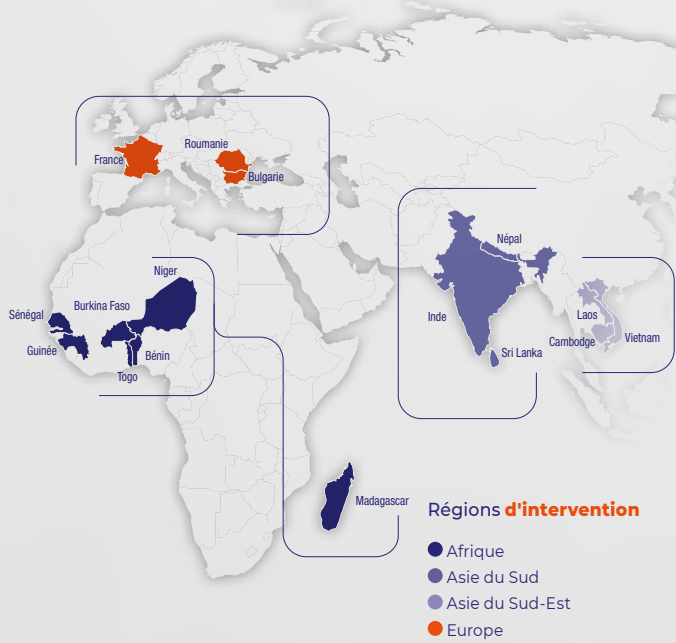 Roumanie
France
Bulgarie
Niger
Burkina Faso
Sénégal
Guinée
Bénin
Togo
Népal
Inde
Sri Lanka
Laos
Cambodge
Vietnam
Madagascar
Régions d'intervention
Afrique
Asie du Sud
Asie du Sud-Est
Europe